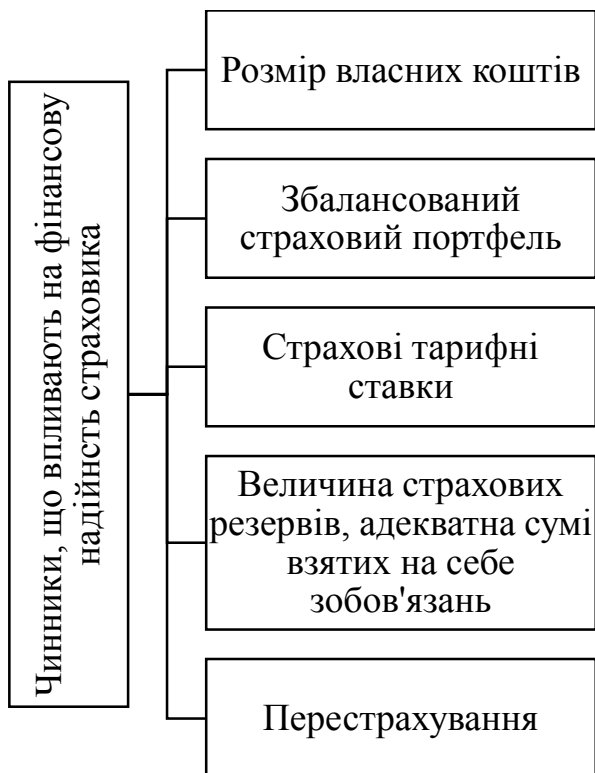 Чинники, що впливають на фінансову
надійнсть страховика
Розмір власних коштів
Збалансований
страховий портфель
Страхові тарифні
ставки
Величина страхових
резервів, адекватна сумі
взятих на себе
зобов'язань
Перестрахування